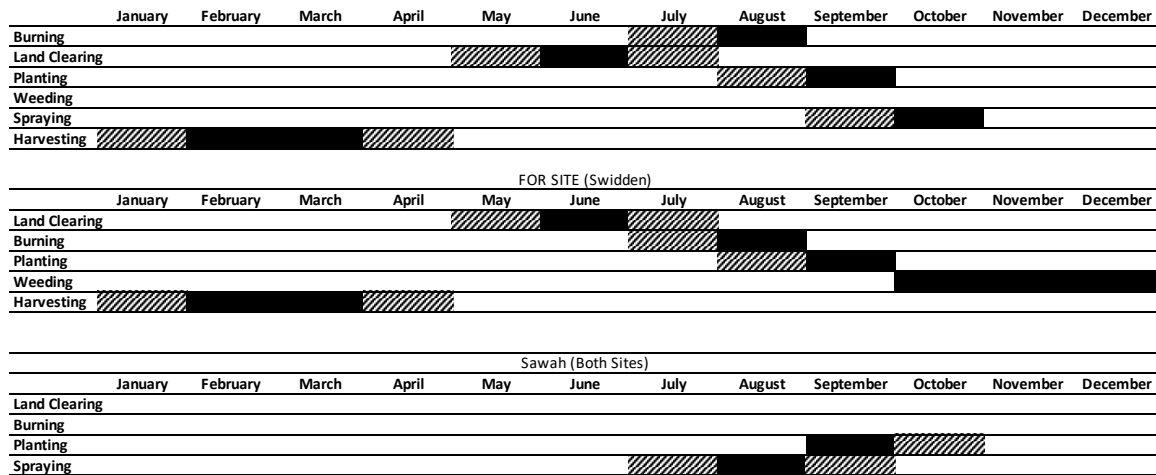 January February March April May June July August September October November December
Burning
Land Clearing
Planting
Weeding
Spraying
Harvesting
FOR SITE (Swidden)
January February March April May June July August September October November December
Land Clearing
Burning
Planting
Weeding
Harvesting
Sawah (Both Sites)
January February March April May June July August September October November December
Land Clearing
Burning
Planting
Spraying